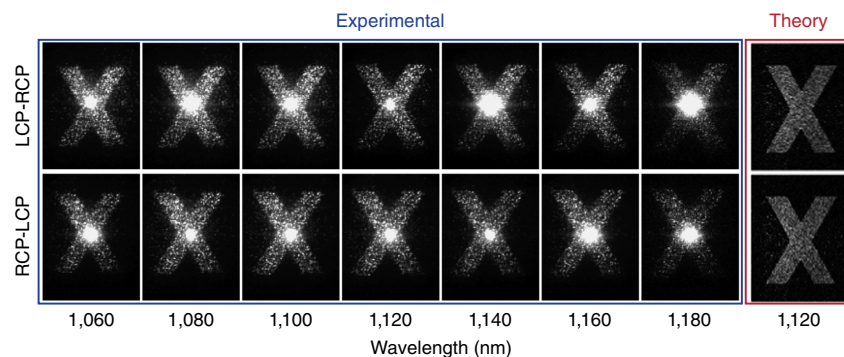 Experimental Theory
LCP-RCP
RCP-LCP
1,060 1,080 1,100 1,120 1,140 1,160 1,180 1,120
Wavelength (nm)